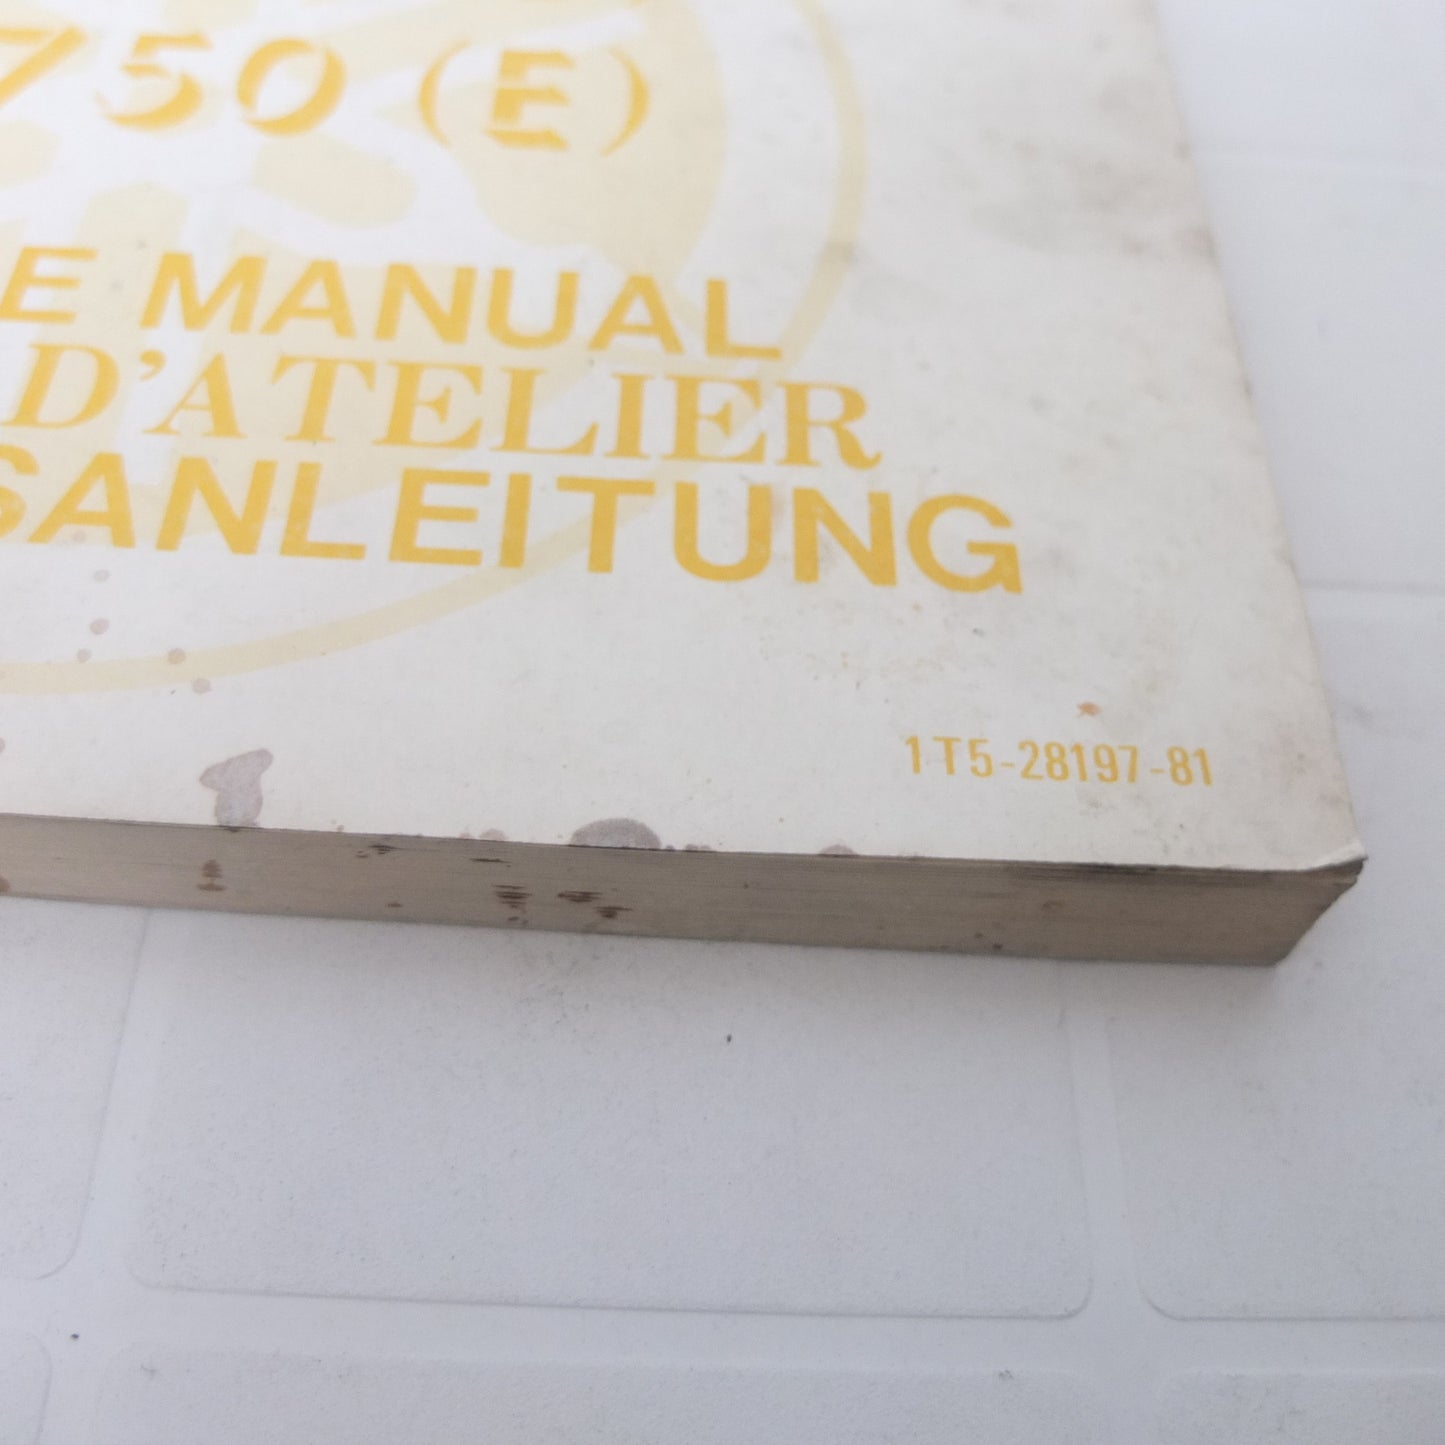 750 (E)
E MANUAL
D'ATELIER
SANLEITUNG
1T5-28197-81